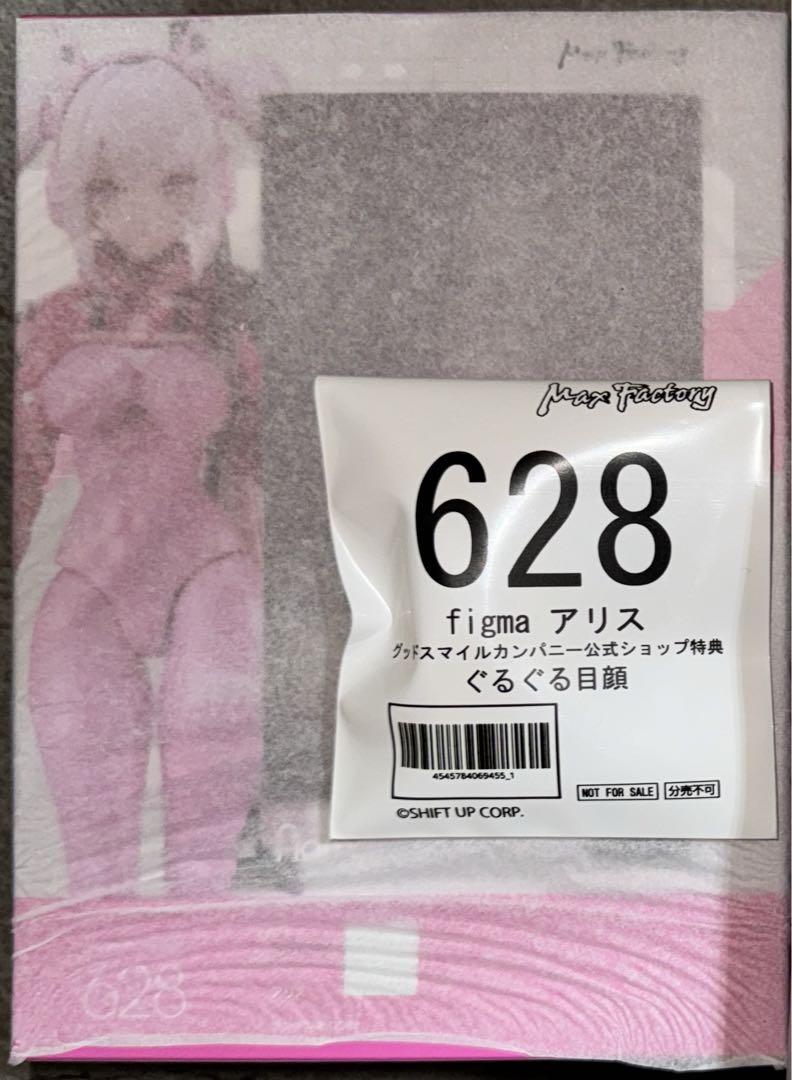 Max Factory
Max Factory
628
figma アリス
グッドスマイルカンパニー公式ショップ特典
ぐるぐる目顔
4545784069455_1
NOT FOR SALE 分売不可
©SHIFT UP CORP.
628